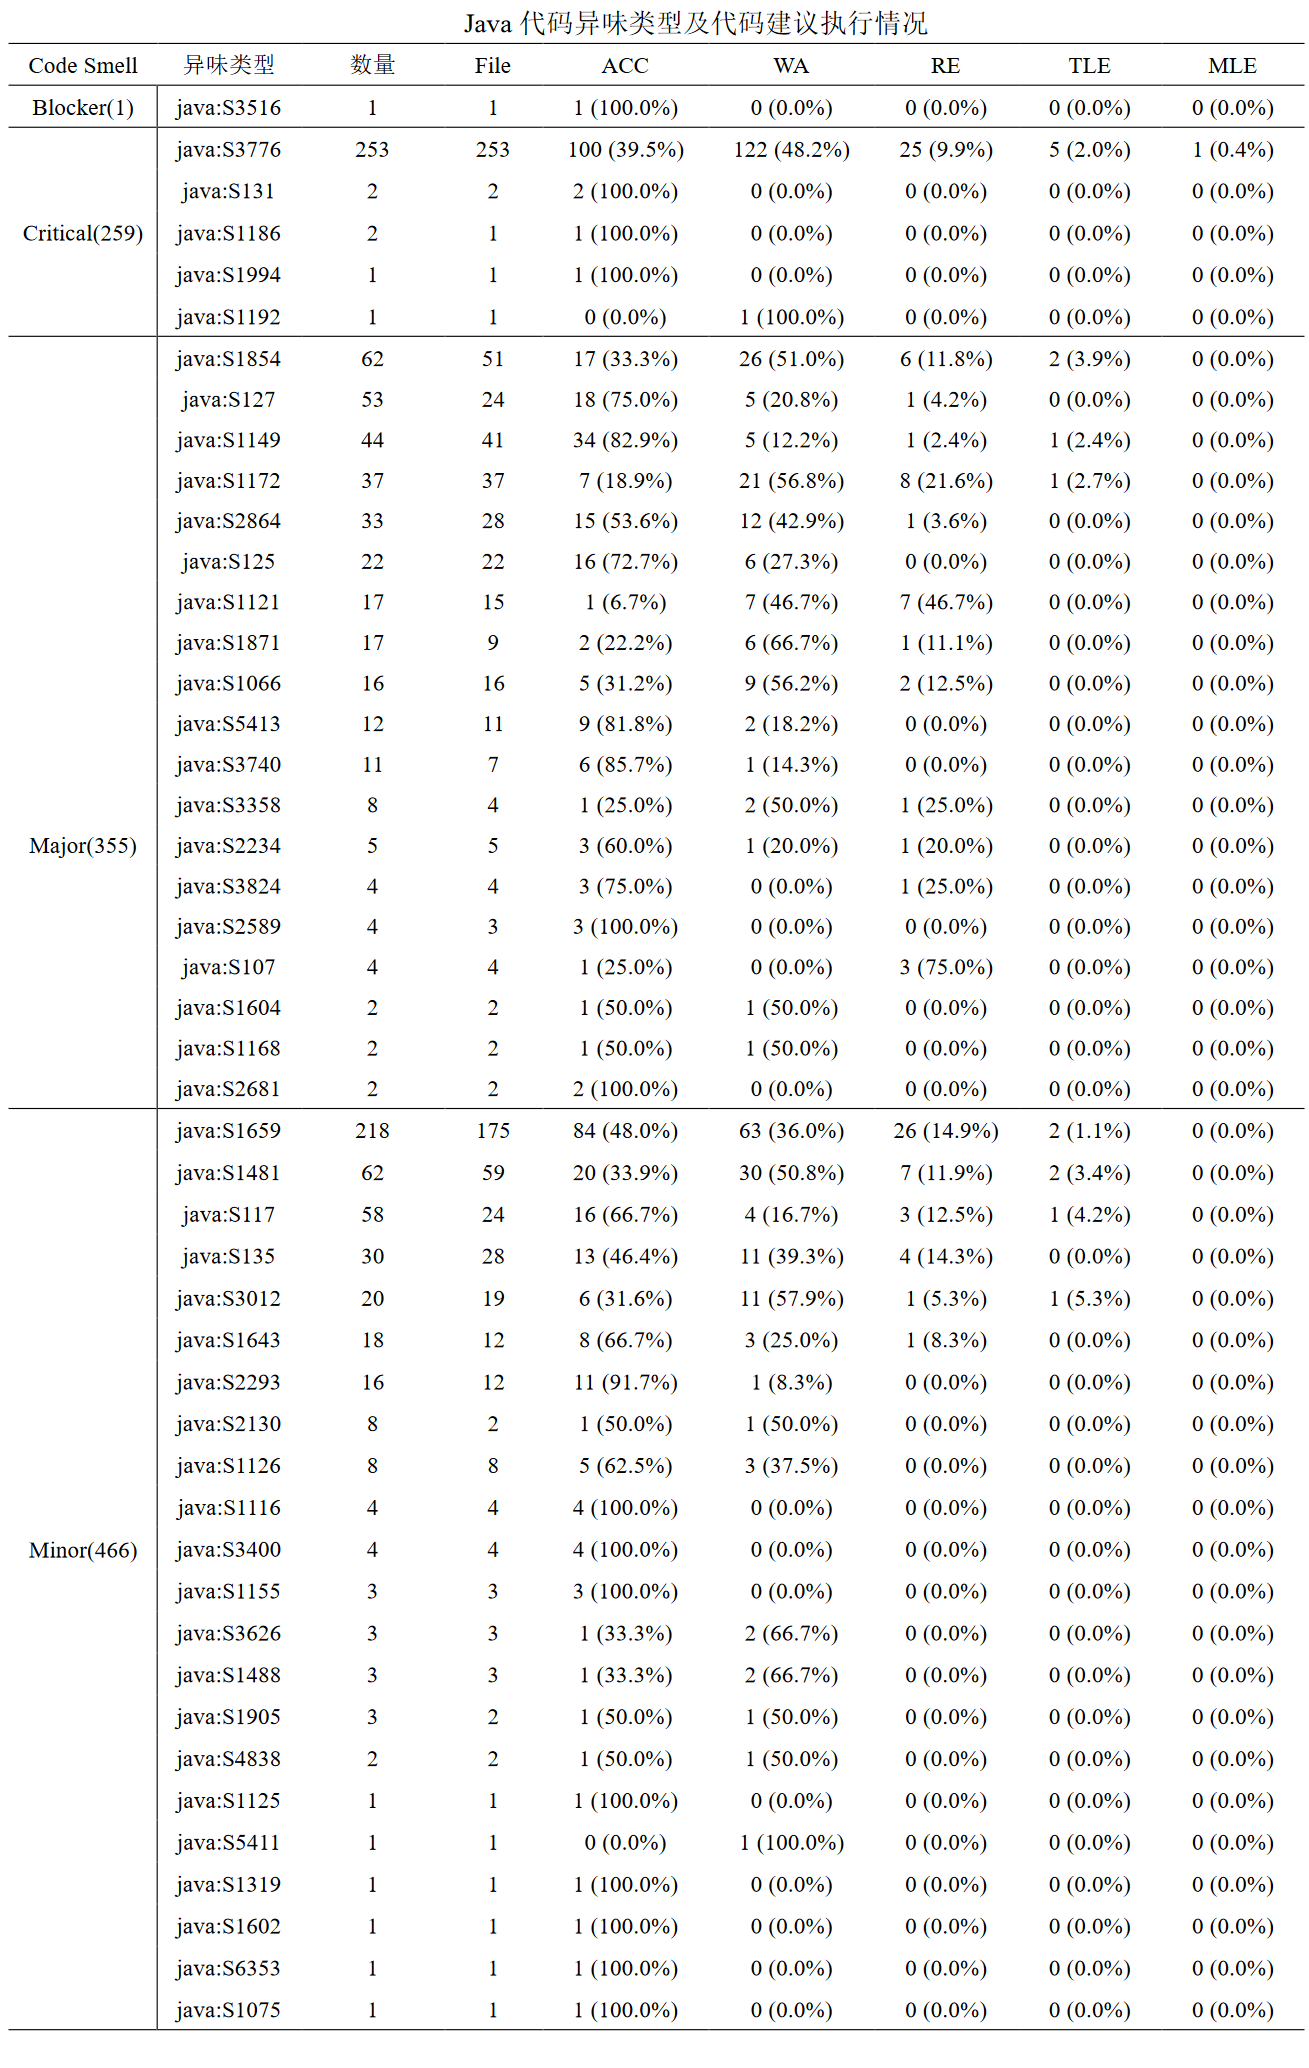 Java 代码异味类型及代码建议执行情况
Code Smell 异味类型 数量 File ACC WA RE TLE MLE
Blocker(1) java:S3516 1 1 1 (100.0%) 0 (0.0%) 0 (0.0%) 0 (0.0%) 0 (0.0%)
java:S3776 253 253 100 (39.5%) 122 (48.2%) 25 (9.9%) 5 (2.0%) 1 (0.4%)
java:S131 2 2 2 (100.0%) 0 (0.0%) 0 (0.0%) 0 (0.0%) 0 (0.0%)
Critical(259) java:S1186 2 1 1 (100.0%) 0 (0.0%) 0 (0.0%) 0 (0.0%) 0 (0.0%)
java:S1994 1 1 1 (100.0%) 0 (0.0%) 0 (0.0%) 0 (0.0%) 0 (0.0%)
java:S1192 1 1 0 (0.0%) 1 (100.0%) 0 (0.0%) 0 (0.0%) 0 (0.0%)
java:S1854 62 51 17 (33.3%) 26 (51.0%) 6 (11.8%) 2 (3.9%) 0 (0.0%)
java:S127 53 24 18 (75.0%) 5 (20.8%) 1 (4.2%) 0 (0.0%) 0 (0.0%)
java:S1149 44 41 34 (82.9%) 5 (12.2%) 1 (2.4%) 1 (2.4%) 0 (0.0%)
java:S1172 37 37 7 (18.9%) 21 (56.8%) 8 (21.6%) 1 (2.7%) 0 (0.0%)
java:S2864 33 28 15 (53.6%) 12 (42.9%) 1 (3.6%) 0 (0.0%) 0 (0.0%)
java:S125 22 22 16 (72.7%) 6 (27.3%) 0 (0.0%) 0 (0.0%) 0 (0.0%)
java:S1121 17 15 1 (6.7%) 7 (46.7%) 7 (46.7%) 0 (0.0%) 0 (0.0%)
java:S1871 17 9 2 (22.2%) 6 (66.7%) 1 (11.1%) 0 (0.0%) 0 (0.0%)
java:S1066 16 16 5 (31.2%) 9 (56.2%) 2 (12.5%) 0 (0.0%) 0 (0.0%)
java:S5413 12 11 9 (81.8%) 2 (18.2%) 0 (0.0%) 0 (0.0%) 0 (0.0%)
java:S3740 11 7 6 (85.7%) 1 (14.3%) 0 (0.0%) 0 (0.0%) 0 (0.0%)
java:S3358 8 4 1 (25.0%) 2 (50.0%) 1 (25.0%) 0 (0.0%) 0 (0.0%)
Major(355) java:S2234 5 5 3 (60.0%) 1 (20.0%) 1 (20.0%) 0 (0.0%) 0 (0.0%)
java:S3824 4 4 3 (75.0%) 0 (0.0%) 1 (25.0%) 0 (0.0%) 0 (0.0%)
java:S2589 4 3 3 (100.0%) 0 (0.0%) 0 (0.0%) 0 (0.0%) 0 (0.0%)
java:S107 4 4 1 (25.0%) 0 (0.0%) 3 (75.0%) 0 (0.0%) 0 (0.0%)
java:S1604 2 2 1 (50.0%) 1 (50.0%) 0 (0.0%) 0 (0.0%) 0 (0.0%)
java:S1168 2 2 1 (50.0%) 1 (50.0%) 0 (0.0%) 0 (0.0%) 0 (0.0%)
java:S2681 2 2 2 (100.0%) 0 (0.0%) 0 (0.0%) 0 (0.0%) 0 (0.0%)
java:S1659 218 175 84 (48.0%) 63 (36.0%) 26 (14.9%) 2 (1.1%) 0 (0.0%)
java:S1481 62 59 20 (33.9%) 30 (50.8%) 7 (11.9%) 2 (3.4%) 0 (0.0%)
java:S117 58 24 16 (66.7%) 4 (16.7%) 3 (12.5%) 1 (4.2%) 0 (0.0%)
java:S135 30 28 13 (46.4%) 11 (39.3%) 4 (14.3%) 0 (0.0%) 0 (0.0%)
java:S3012 20 19 6 (31.6%) 11 (57.9%) 1 (5.3%) 1 (5.3%) 0 (0.0%)
java:S1643 18 12 8 (66.7%) 3 (25.0%) 1 (8.3%) 0 (0.0%) 0 (0.0%)
java:S2293 16 12 11 (91.7%) 1 (8.3%) 0 (0.0%) 0 (0.0%) 0 (0.0%)
java:S2130 8 2 1 (50.0%) 1 (50.0%) 0 (0.0%) 0 (0.0%) 0 (0.0%)
java:S1126 8 8 5 (62.5%) 3 (37.5%) 0 (0.0%) 0 (0.0%) 0 (0.0%)
java:S1116 4 4 4 (100.0%) 0 (0.0%) 0 (0.0%) 0 (0.0%) 0 (0.0%)
Minor(466) java:S3400 4 4 4 (100.0%) 0 (0.0%) 0 (0.0%) 0 (0.0%) 0 (0.0%)
java:S1155 3 3 3 (100.0%) 0 (0.0%) 0 (0.0%) 0 (0.0%) 0 (0.0%)
java:S3626 3 3 1 (33.3%) 2 (66.7%) 0 (0.0%) 0 (0.0%) 0 (0.0%)
java:S1488 3 3 1 (33.3%) 2 (66.7%) 0 (0.0%) 0 (0.0%) 0 (0.0%)
java:S1905 3 2 1 (50.0%) 1 (50.0%) 0 (0.0%) 0 (0.0%) 0 (0.0%)
java:S4838 2 2 1 (50.0%) 1 (50.0%) 0 (0.0%) 0 (0.0%) 0 (0.0%)
java:S1125 1 1 1 (100.0%) 0 (0.0%) 0 (0.0%) 0 (0.0%) 0 (0.0%)
java:S5411 1 1 0 (0.0%) 1 (100.0%) 0 (0.0%) 0 (0.0%) 0 (0.0%)
java:S1319 1 1 1 (100.0%) 0 (0.0%) 0 (0.0%) 0 (0.0%) 0 (0.0%)
java:S1602 1 1 1 (100.0%) 0 (0.0%) 0 (0.0%) 0 (0.0%) 0 (0.0%)
java:S6353 1 1 1 (100.0%) 0 (0.0%) 0 (0.0%) 0 (0.0%) 0 (0.0%)
java:S1075 1 1 1 (100.0%) 0 (0.0%) 0 (0.0%) 0 (0.0%) 0 (0.0%)